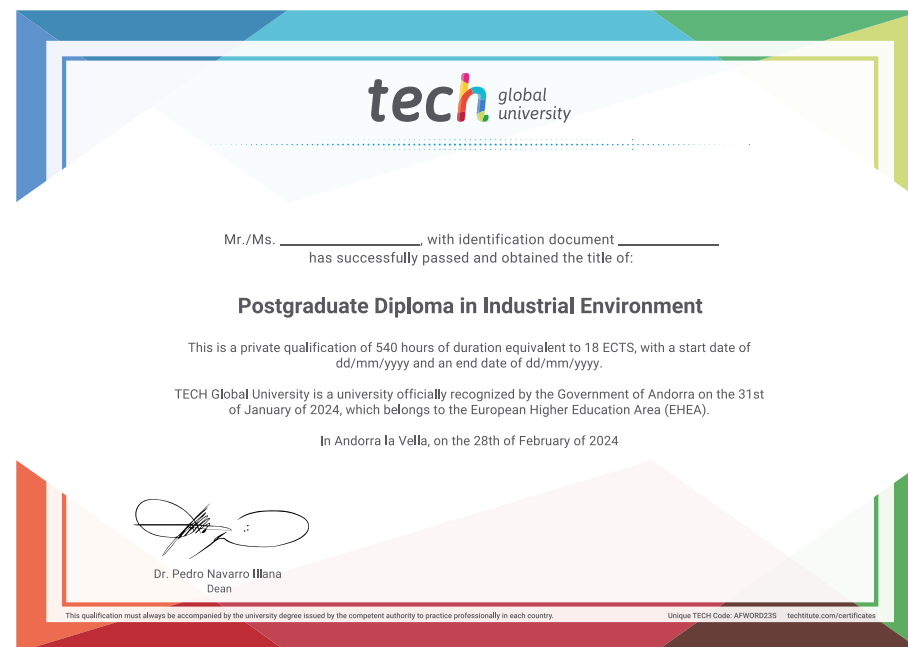 tech global university
Mr./Ms. ____________________, with identification document ______________
has successfully passed and obtained the title of:
Postgraduate Diploma in Industrial Environment
This is a private qualification of 540 hours of duration equivalent to 18 ECTS, with a start date of
dd/mm/yyyy and an end date of dd/mm/yyyy.
TECH Global University is a university officially recognized by the Government of Andorra on the 31st
of January of 2024, which belongs to the European Higher Education Area (EHEA).
In Andorra la Vella, on the 28th of February of 2024
Dr. Pedro Navarro Illana
Dean
This qualification must always be accompanied by the university degree issued by the competent authority to practice professionally in each country.
Unique TECH Code: AFWORD23S techtitute.com/certificates